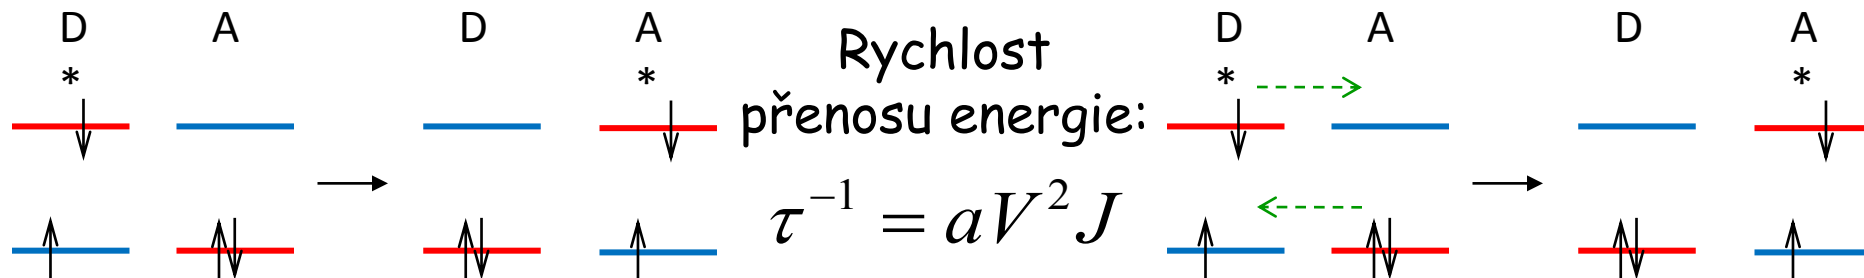 D A D A
* *
Rychlost
přenosu energie:
τ⁻¹ = aV²J
D A D A
* *